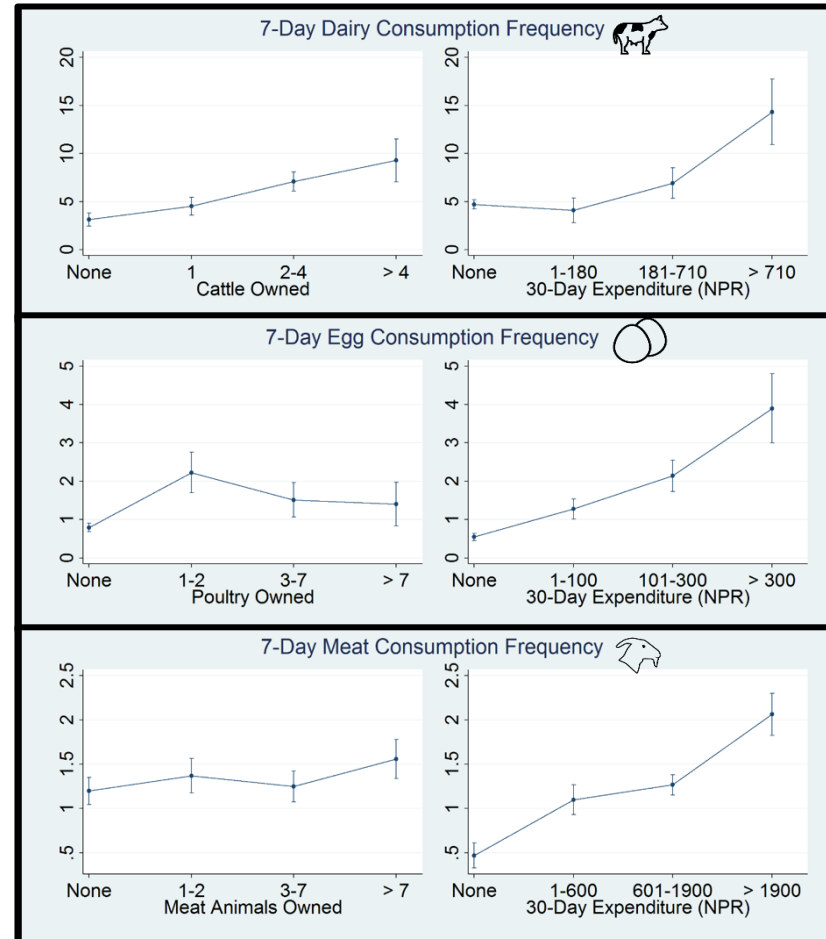 7-Day Dairy Consumption Frequency
20
15
10
5
0
None 1 2-4 > 4
Cattle Owned
20
15
10
5
0
None 1-180 181-710 > 710
30-Day Expenditure (NPR)
7-Day Egg Consumption Frequency
5
4
3
2
1
0
None 1-2 3-7 > 7
Poultry Owned
5
4
3
2
1
0
None 1-100 101-300 > 300
30-Day Expenditure (NPR)
7-Day Meat Consumption Frequency
2.5
2
1.5
1
.5
None 1-2 3-7 > 7
Meat Animals Owned
2.5
2
1.5
1
.5
None 1-600 601-1900 > 1900
30-Day Expenditure (NPR)